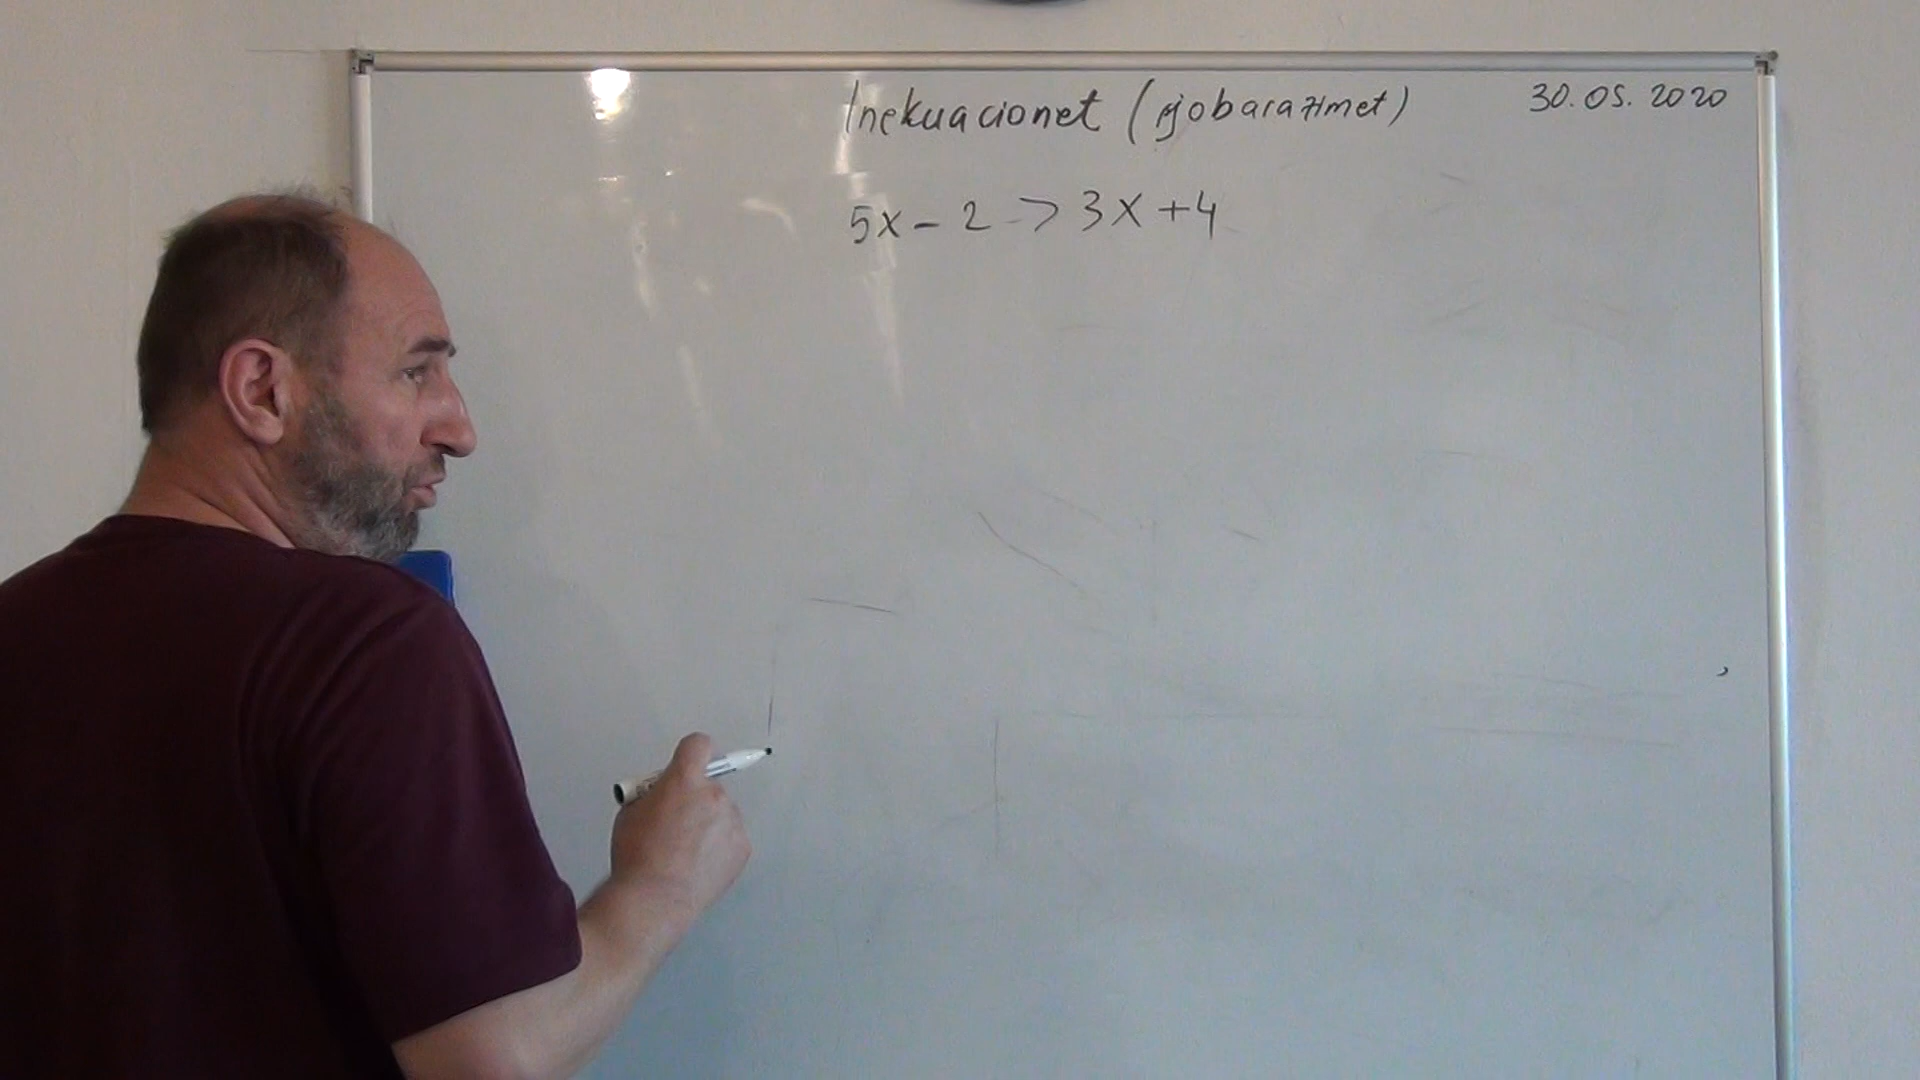 Inekuacionet (jobarazimet) 30.05.2020
5x - 2 > 3x + 4